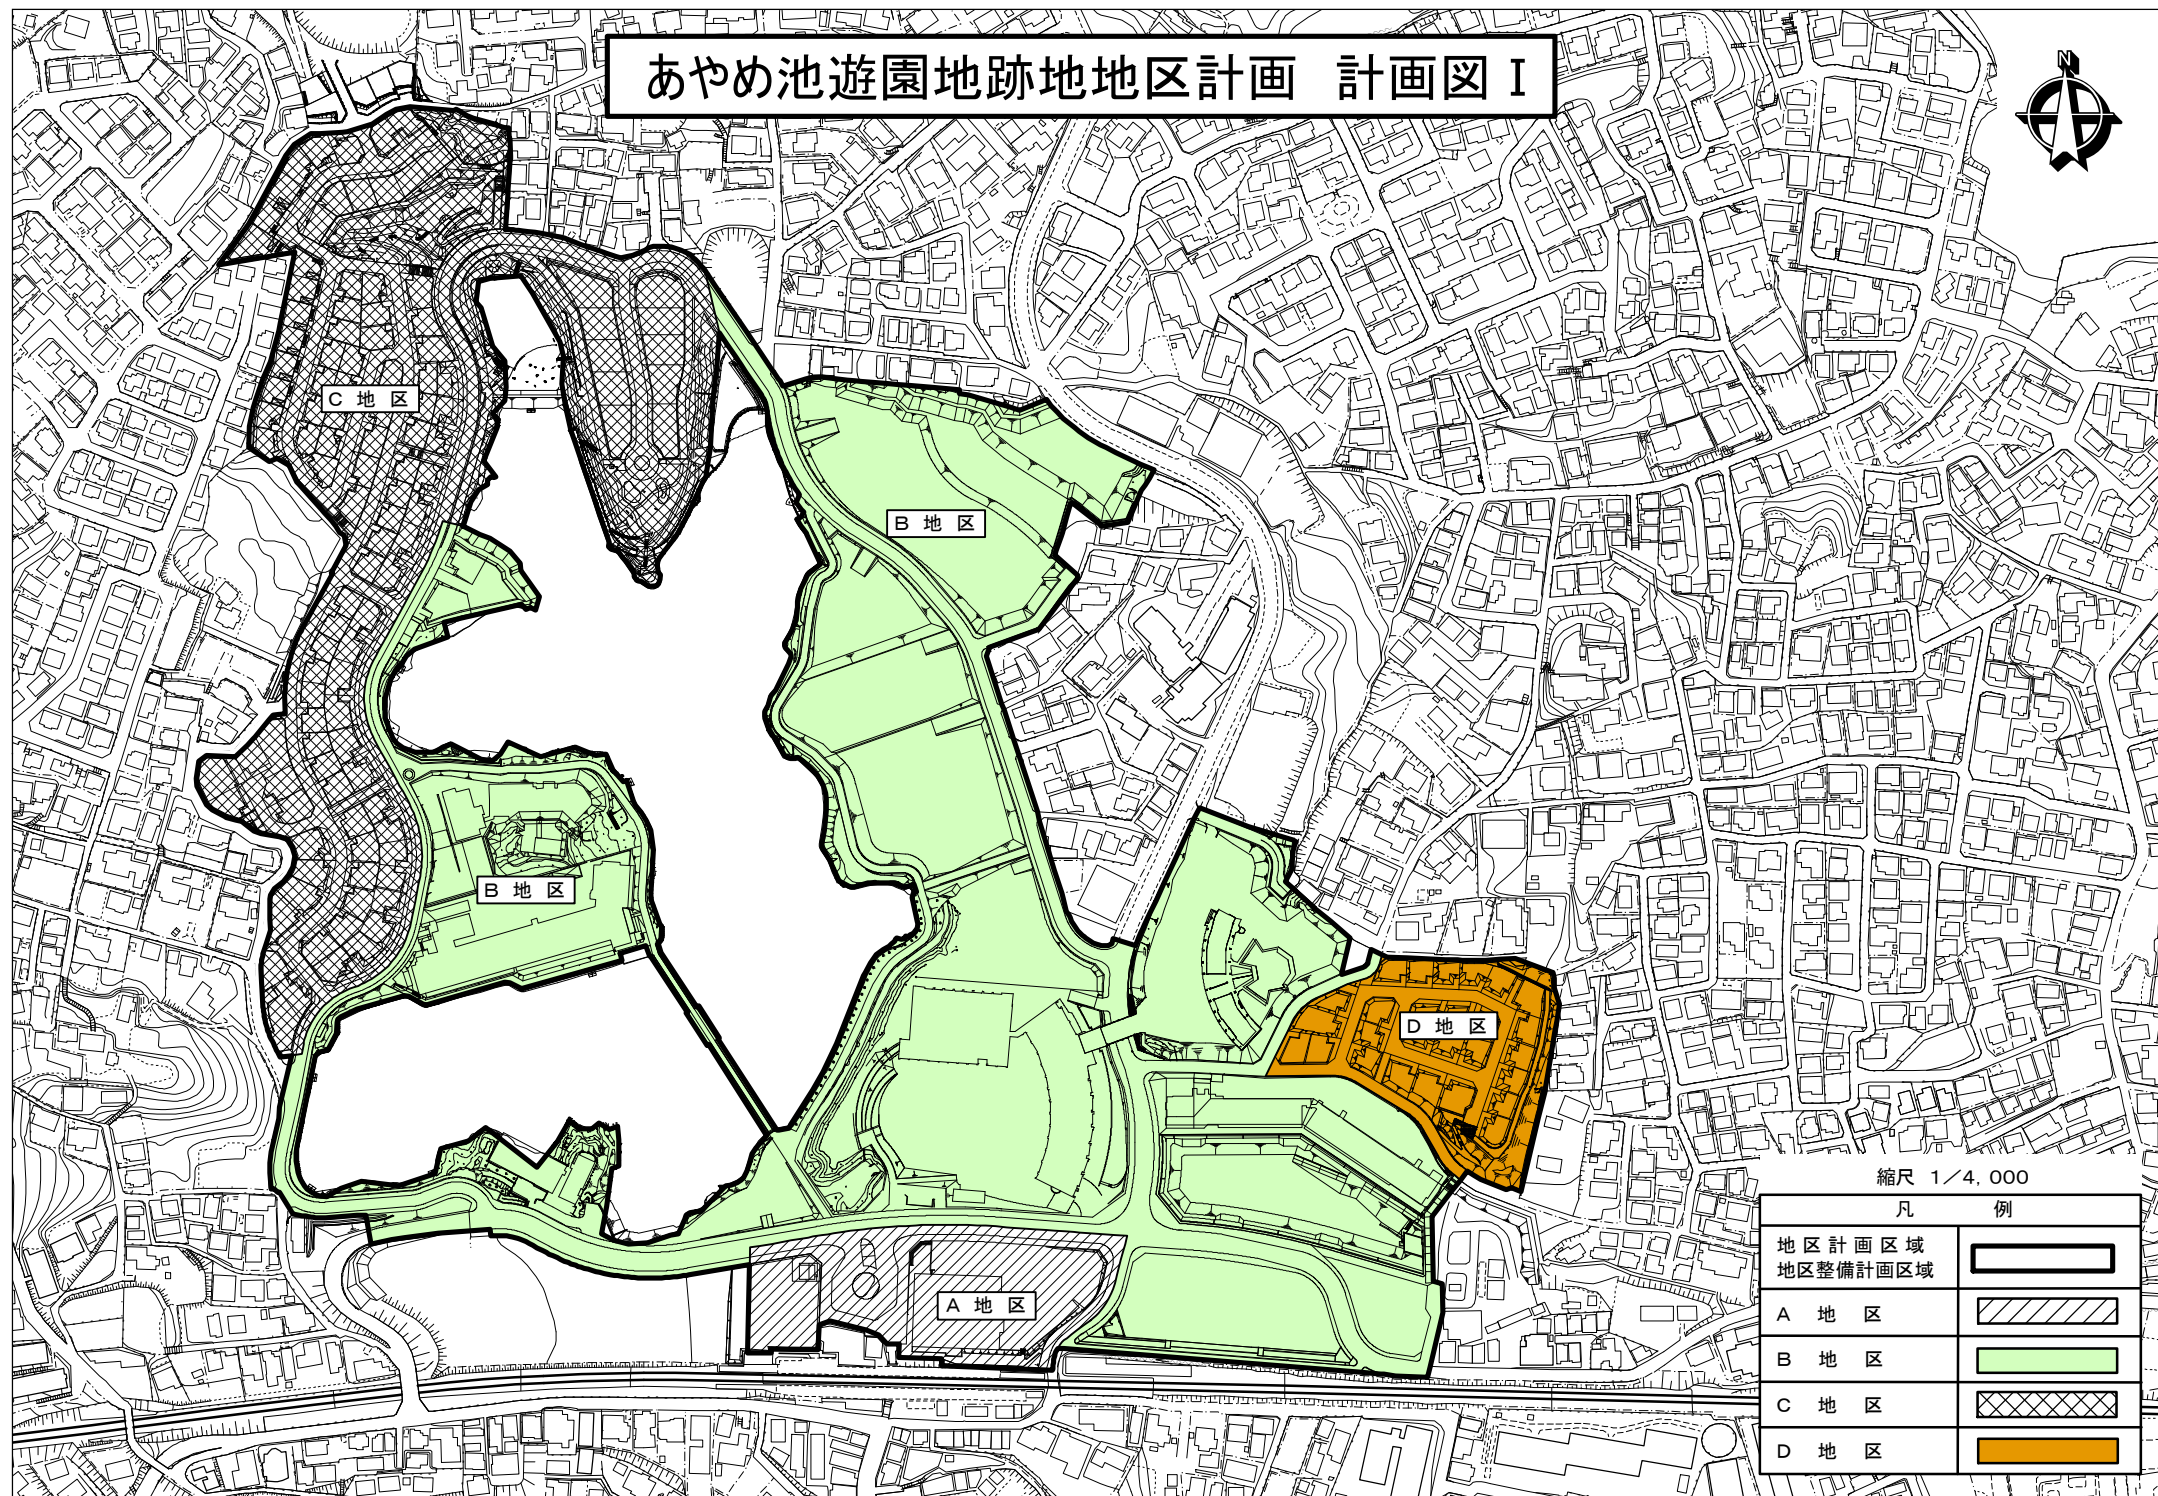 あやめ池遊園地跡地地区計画　計画図Ⅰ
N
C 地 区
B 地 区
B 地 区
D 地 区
A 地 区
縮尺 1／4,000
凡 例
地区計画区域
地区整備計画区域
A 地 区
B 地 区
C 地 区
D 地 区